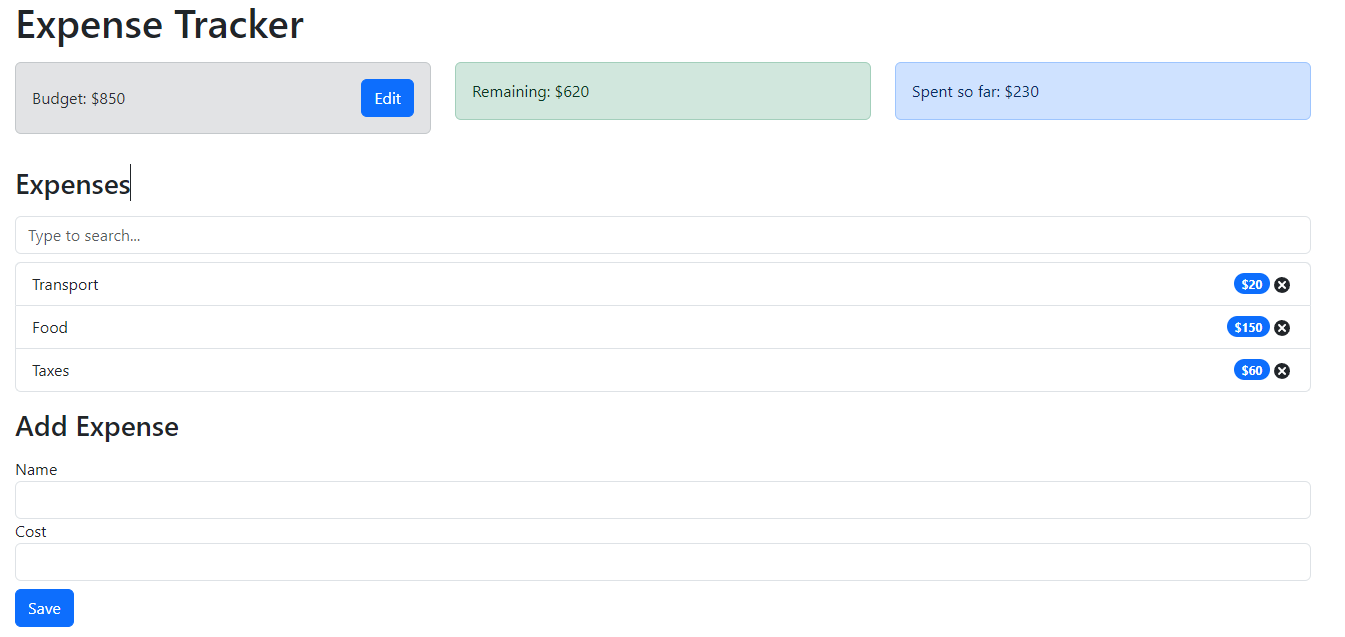 Expense Tracker
Budget: $850
Edit
Remaining: $620
Spent so far: $230
Expenses
Type to search...
Transport $20
Food $150
Taxes $60
Add Expense
Name
Cost
Save